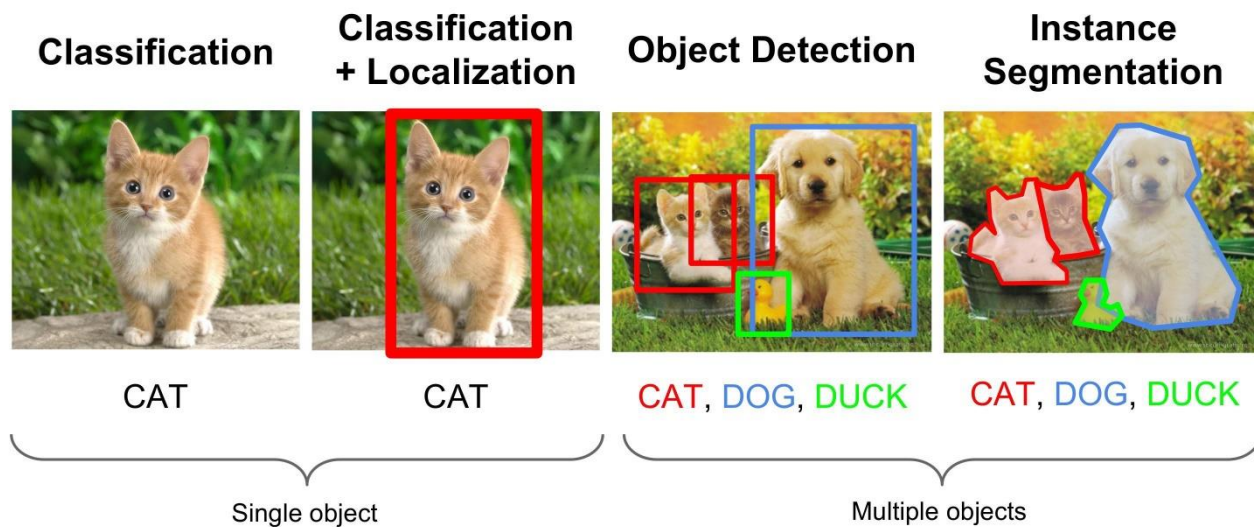 Classification
Classification
+ Localization
Object Detection
Instance
Segmentation
CAT
CAT
CAT, DOG, DUCK
CAT, DOG, DUCK
Single object
Multiple objects